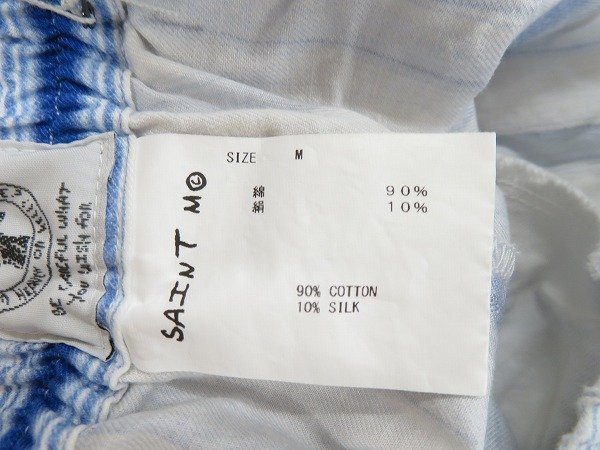 SIZE M
綿 90%
絹 10%
SAINT M
90% COTTON
10% SILK
BE CAREFUL WHAT
YOU WISH FOR.